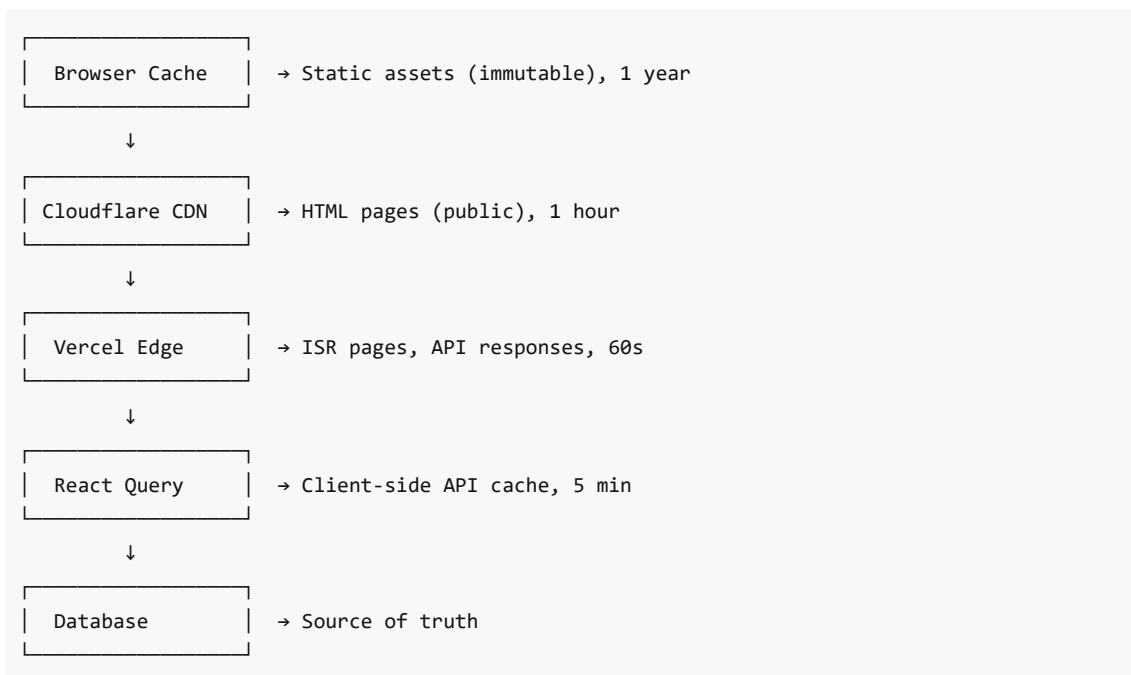 Browser Cache → Static assets (immutable), 1 year
↓
Cloudflare CDN → HTML pages (public), 1 hour
↓
Vercel Edge → ISR pages, API responses, 60s
↓
React Query → Client-side API cache, 5 min
↓
Database → Source of truth